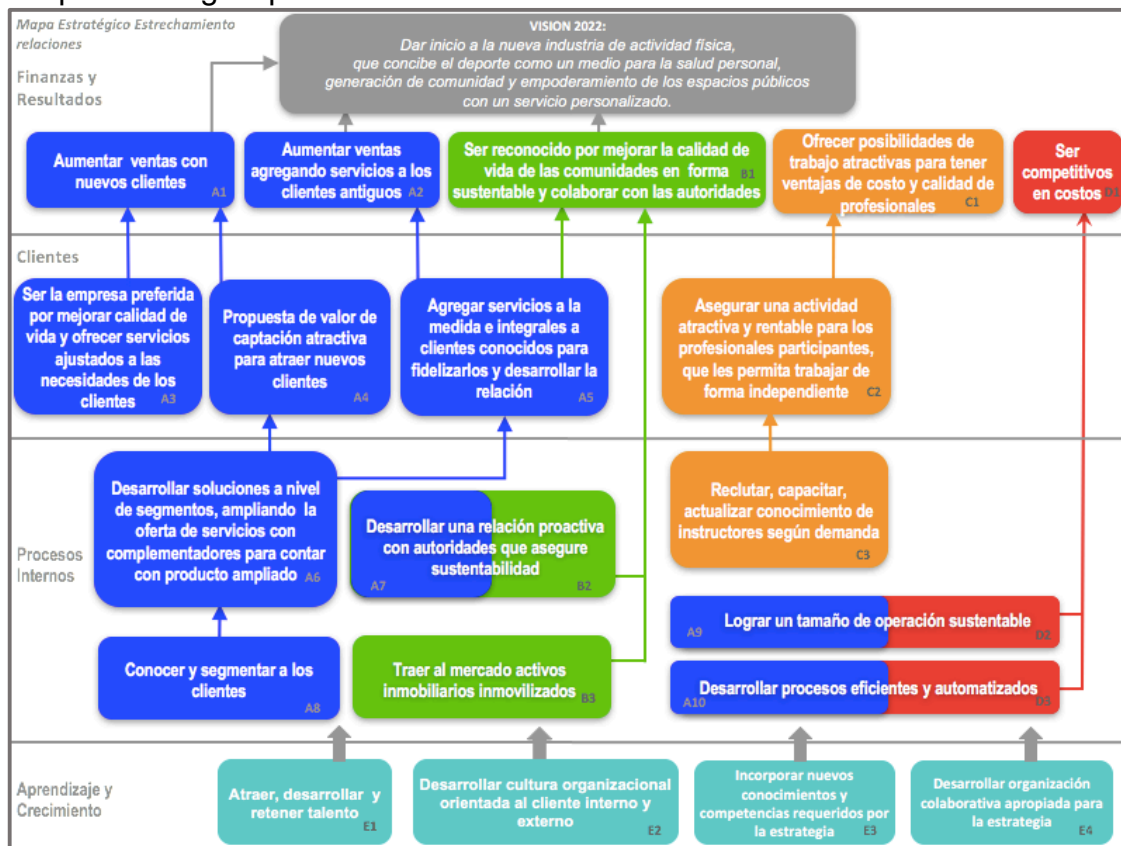 Mapa Estratégico Estrechamiento
relaciones
Finanzas y
Resultados
VISION 2022:
Dar inicio a la nueva industria de actividad física,
que concibe el deporte como un medio para la salud personal,
generación de comunidad y empoderamiento de los espacios públicos
con un servicio personalizado.
Aumentar ventas con
nuevos clientes
A1
Aumentar ventas
agregando servicios a los
clientes antiguos A2
Ser reconocido por mejorar la calidad de
vida de las comunidades en forma B1
sustentable y colaborar con las autoridades
Ofrecer posibilidades de
trabajo atractivas para tener
ventajas de costo y calidad de
profesionales C1
Ser
competitivos
en costos D1
Clientes
Ser la empresa preferida
por mejorar calidad de
vida y ofrecer servicios
ajustados a las
necesidades de los
clientes A3
Propuesta de valor de
captación atractiva
para atraer nuevos
clientes
A4
Agregar servicios a la
medida e integrales a
clientes conocidos para
fidelizarlos y desarrollar la
relación A5
Asegurar una actividad
atractiva y rentable para los
profesionales participantes,
que les permita trabajar de
forma independiente C2
Procesos
Internos
Desarrollar soluciones a nivel
de segmentos, ampliando la
oferta de servicios con
complementadores para contar
con producto ampliado A6
Desarrollar una relación proactiva
con autoridades que asegure
sustentabilidad
A7 B2
Reclutar, capacitar,
actualizar conocimiento de
instructores según demanda
C3
A9 Lograr un tamaño de operación sustentable D2
Conocer y segmentar a los
clientes
A8
Traer al mercado activos
inmobiliarios inmovilizados B3
A10 Desarrollar procesos eficientes y automatizados D3
Aprendizaje y
Crecimiento
Atraer, desarrollar y
retener talento E1
Desarrollar cultura organizacional
orientada al cliente interno y
externo E2
Incorporar nuevos
conocimientos y
competencias requeridos por
la estrategia E3
Desarrollar organización
colaborativa apropiada para
la estrategia E4